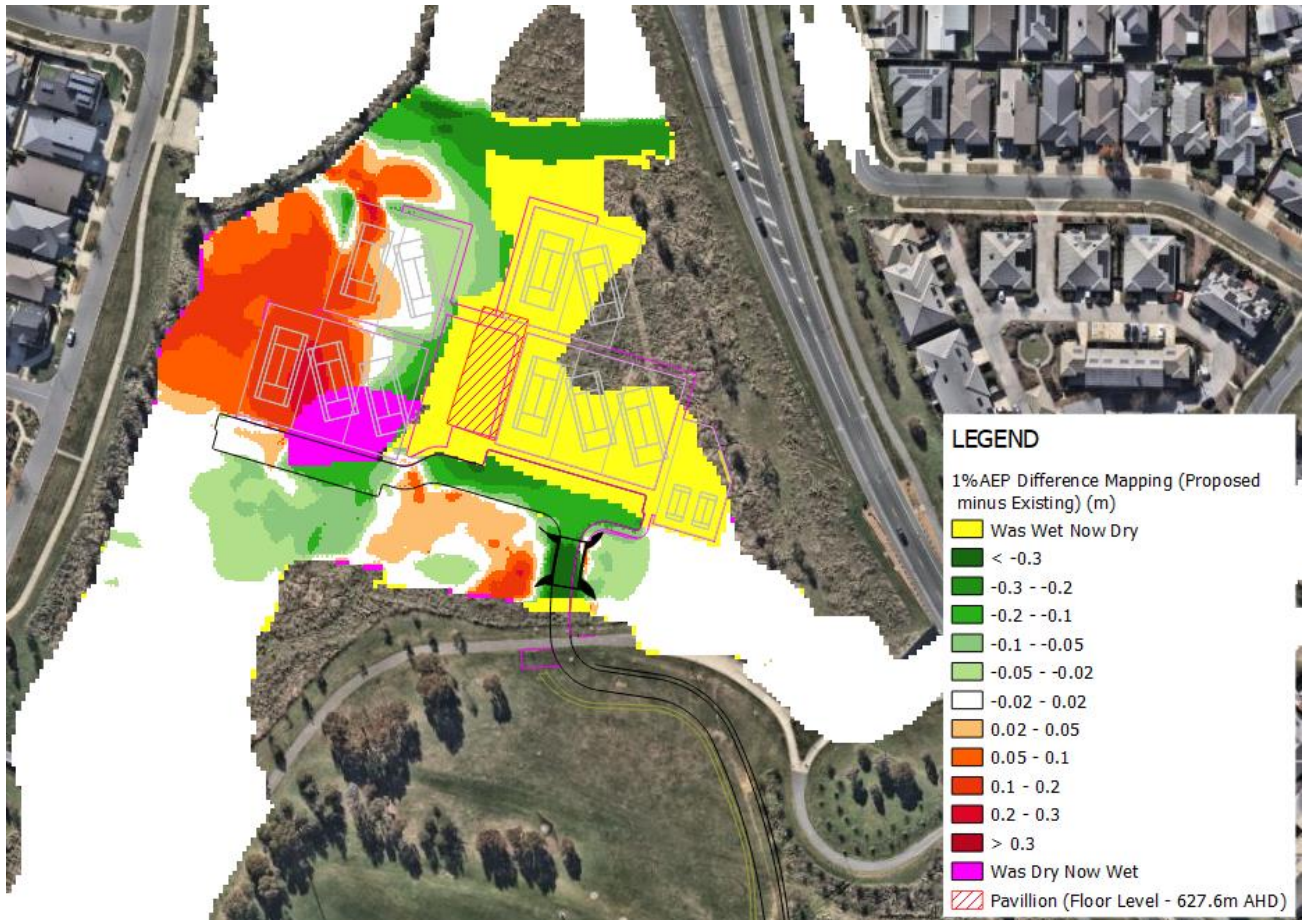 LEGEND
1%AEP Difference Mapping (Proposed
minus Existing) (m)
Was Wet Now Dry
< -0.3
-0.3 - -0.2
-0.2 - -0.1
-0.1 - -0.05
-0.05 - -0.02
-0.02 - 0.02
0.02 - 0.05
0.05 - 0.1
0.1 - 0.2
0.2 - 0.3
> 0.3
Was Dry Now Wet
Pavillion (Floor Level - 627.6m AHD)